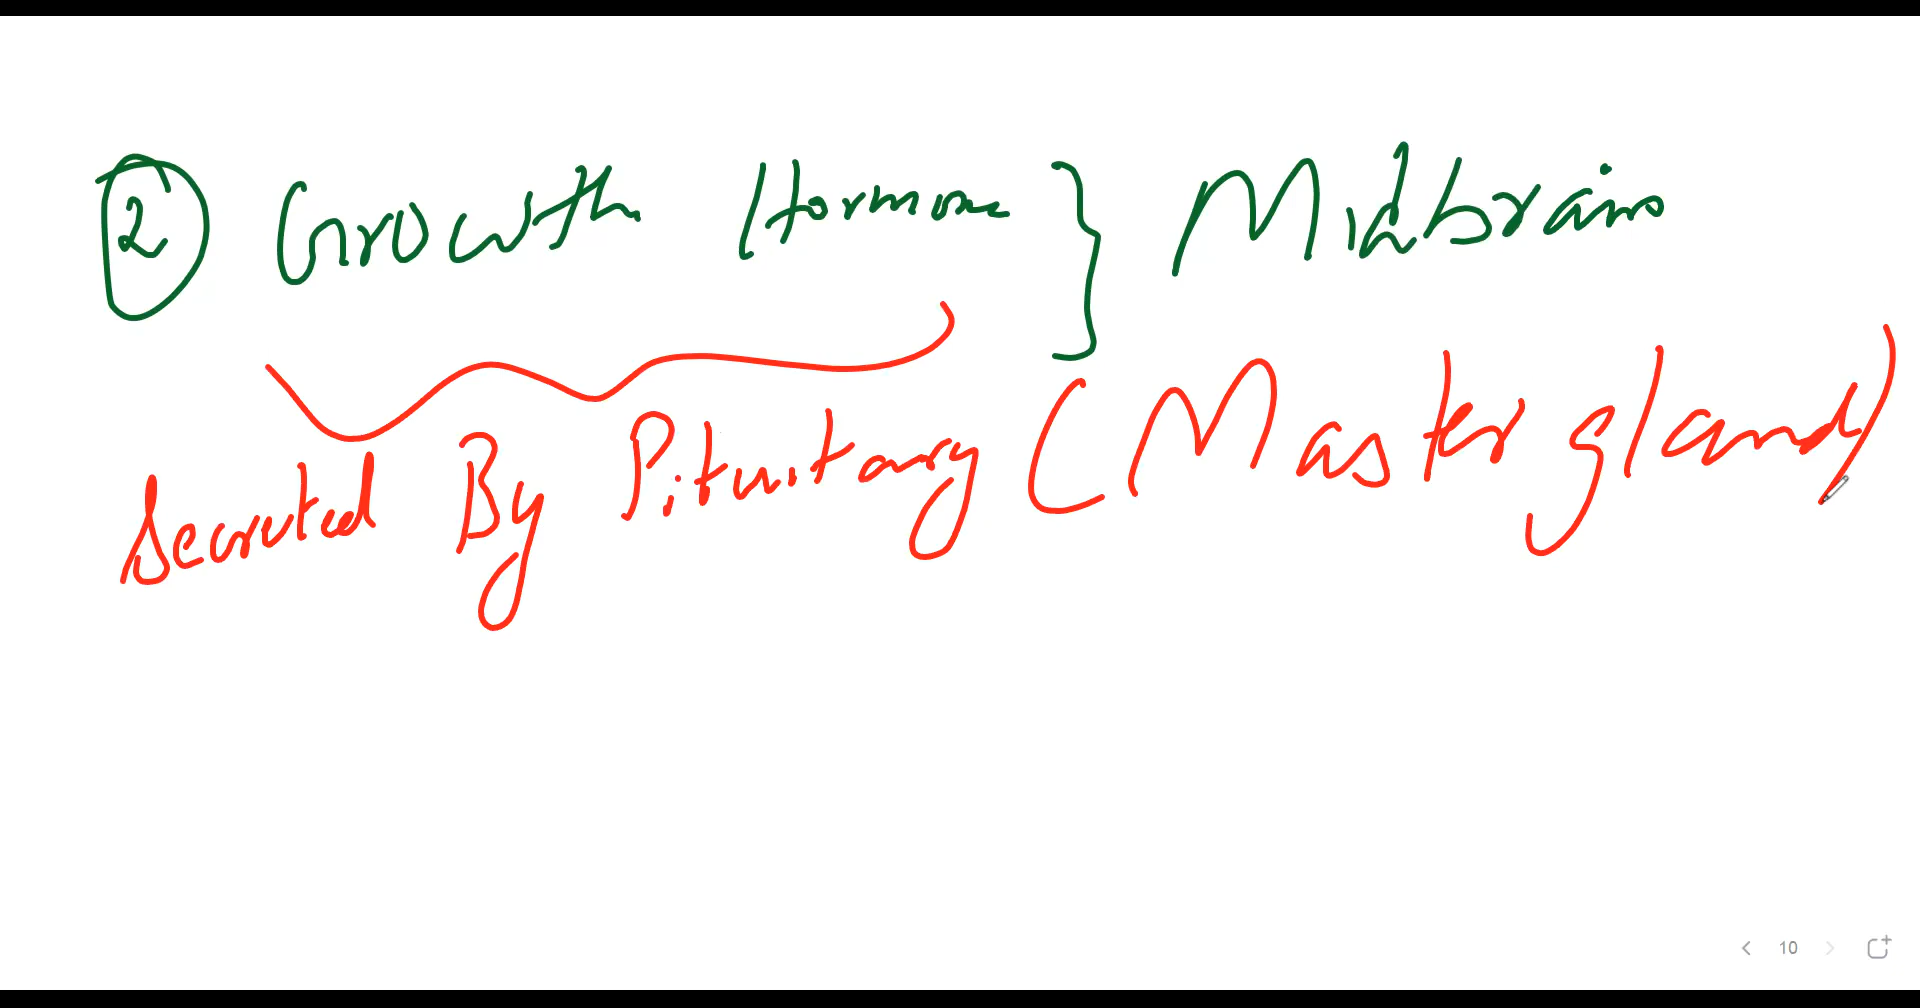 2 Growth Hormone } Midbrain
Secreted By Pituitary (Master gland)
10